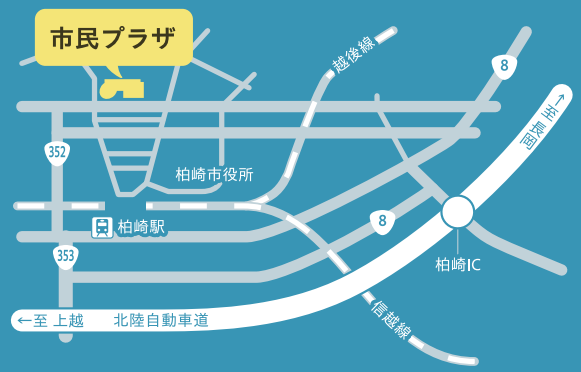 市民プラザ
越後線
8
→至 長岡
352
柏崎市役所
柏崎駅
8
353
柏崎IC
←至 上越
北陸自動車道
信越線